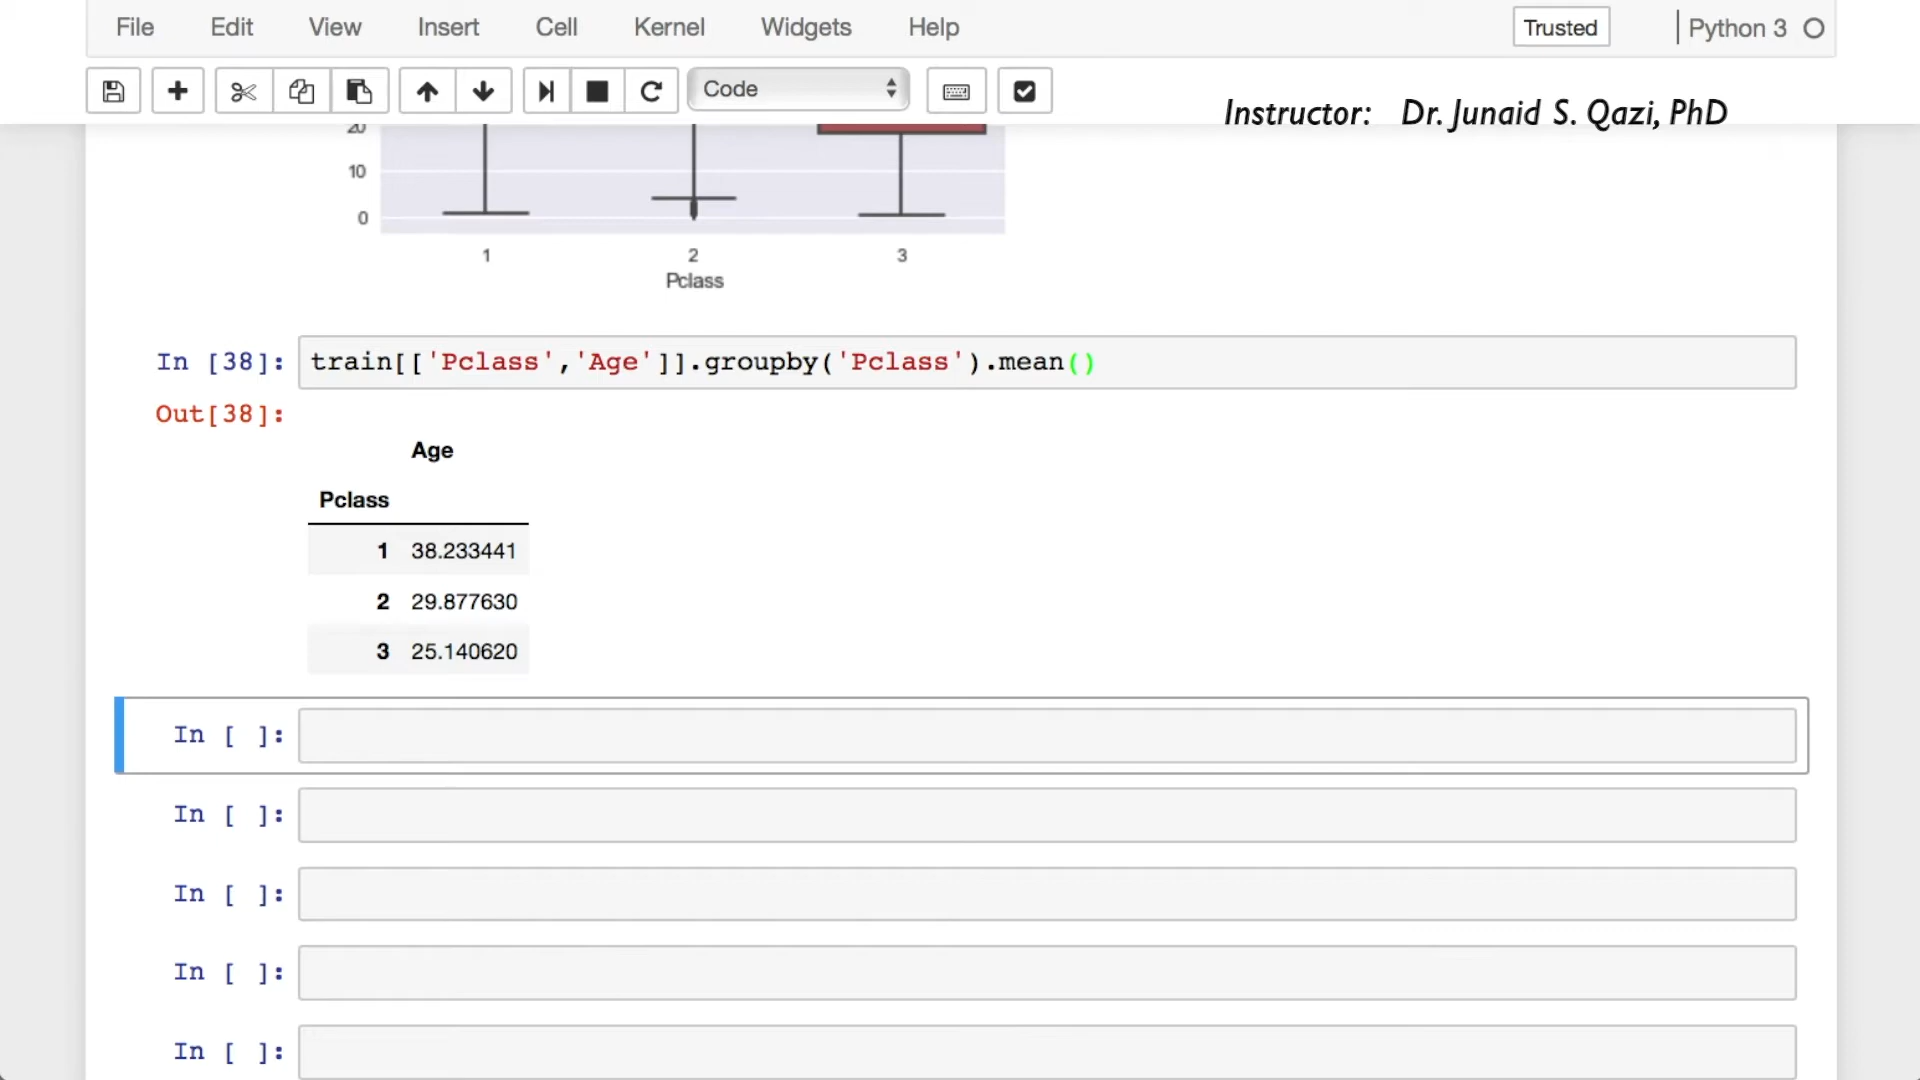 File Edit View Insert Cell Kernel Widgets Help Trusted Python 3
Code
Instructor: Dr. Junaid S. Qazi, PhD
20
10
0
1 2 3
Pclass
In [38]: train[['Pclass','Age']].groupby('Pclass').mean()
Out[38]:
Age
Pclass
1 38.233441
2 29.877630
3 25.140620
In [ ]:
In [ ]:
In [ ]:
In [ ]:
In [ ]: